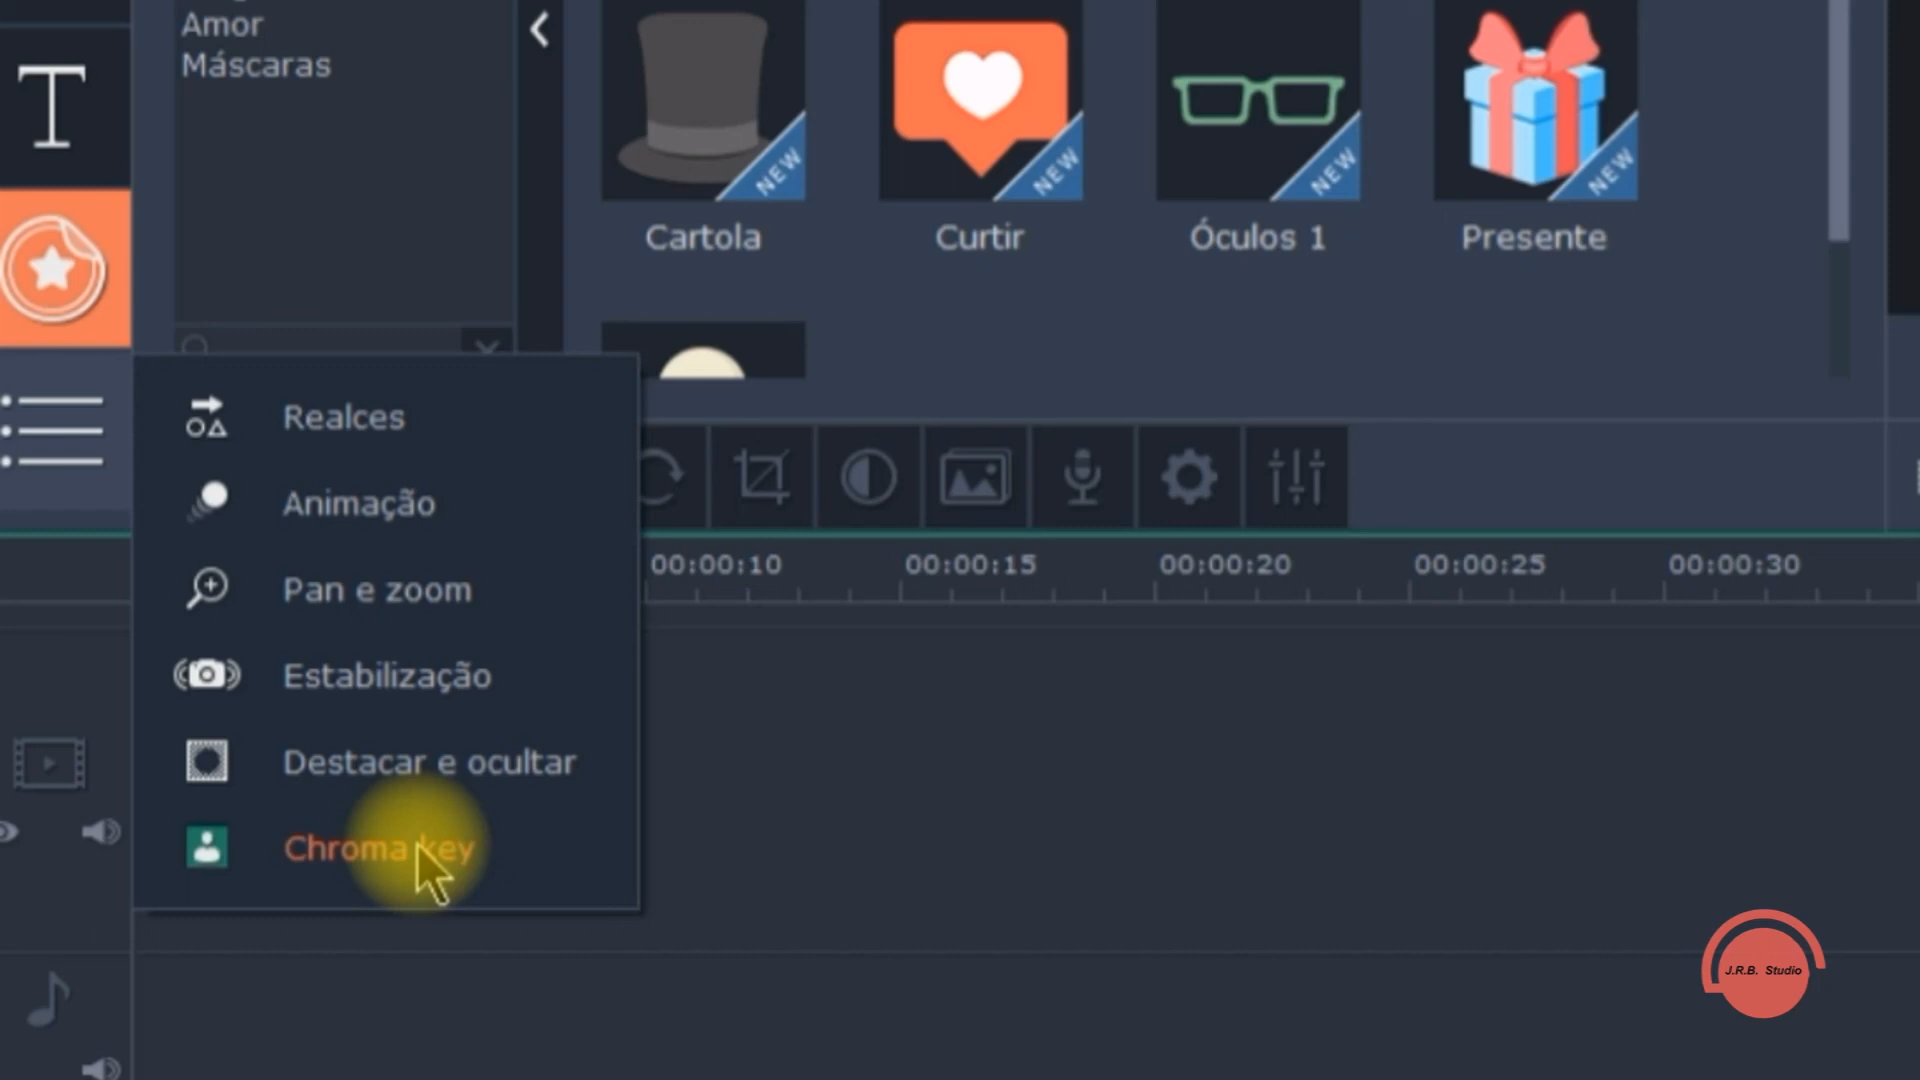 Amor
Máscaras
T
NEW
NEW
NEW
NEW
Cartola
Curtir
Óculos 1
Presente
Realces
Animação
Pan e zoom
Estabilização
Destacar e ocultar
Chroma key
00:00:10
00:00:15
00:00:20
00:00:25
00:00:30
J.R.B. Studio